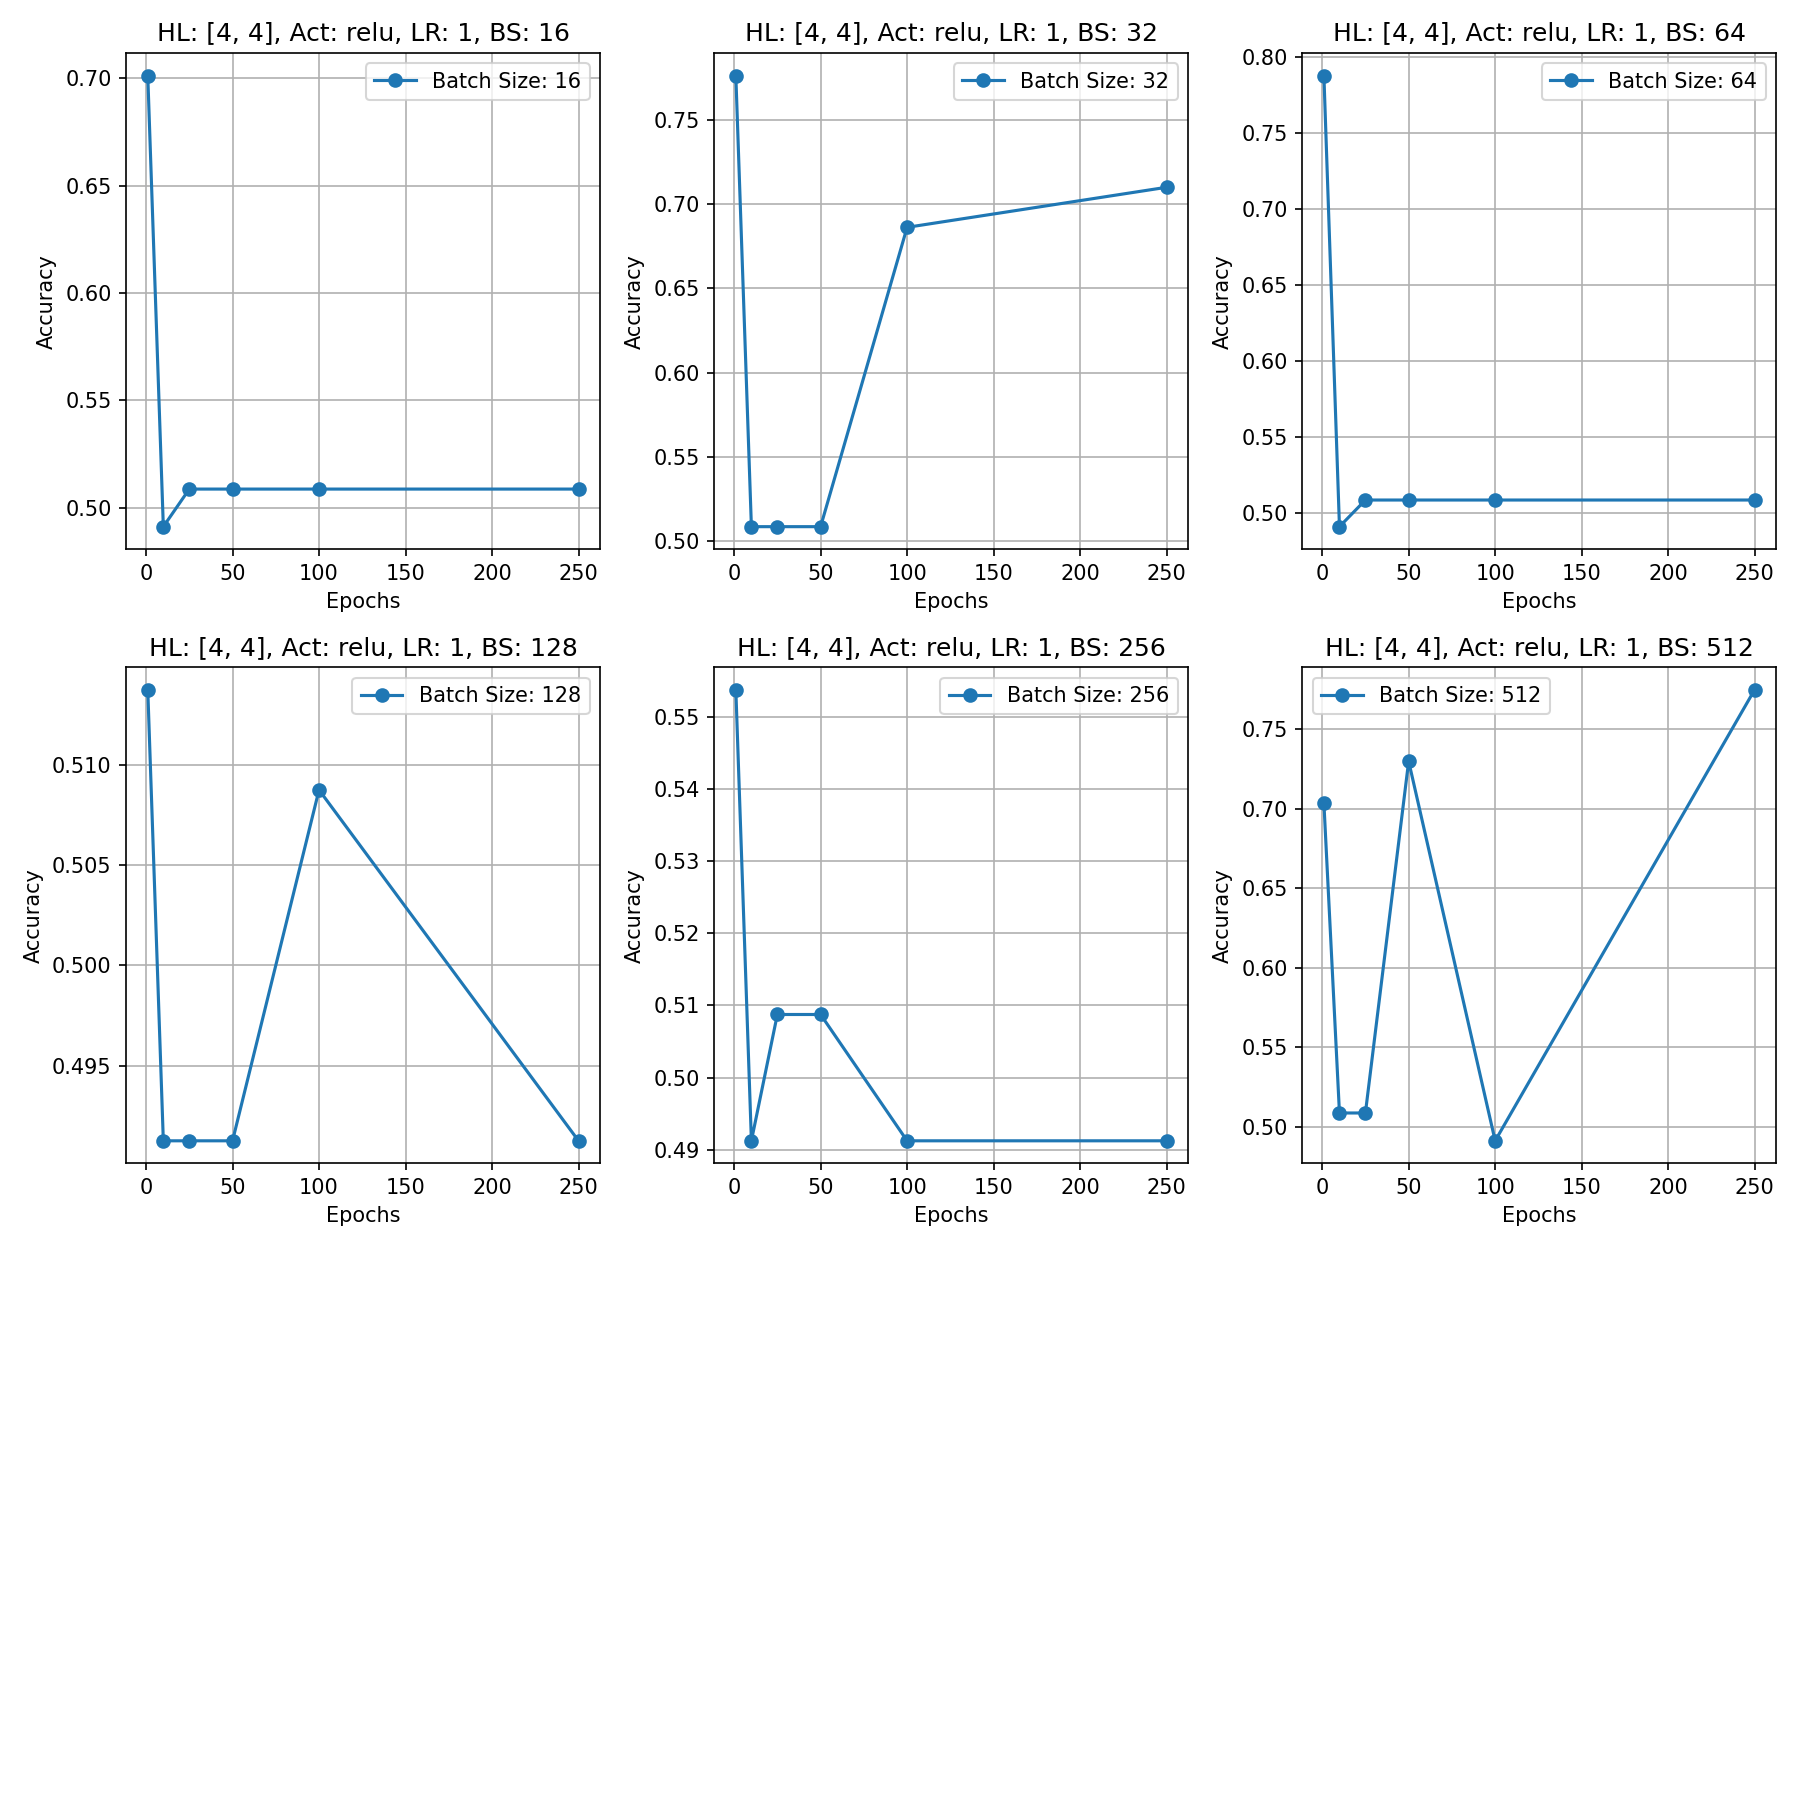 HL: [4, 4], Act: relu, LR: 1, BS: 16
Batch Size: 16
Accuracy
0.70
0.65
0.60
0.55
0.50
0 50 100 150 200 250
Epochs
HL: [4, 4], Act: relu, LR: 1, BS: 32
Batch Size: 32
Accuracy
0.75
0.70
0.65
0.60
0.55
0.50
0 50 100 150 200 250
Epochs
HL: [4, 4], Act: relu, LR: 1, BS: 64
Batch Size: 64
Accuracy
0.80
0.75
0.70
0.65
0.60
0.55
0.50
0 50 100 150 200 250
Epochs
HL: [4, 4], Act: relu, LR: 1, BS: 128
Batch Size: 128
Accuracy
0.510
0.505
0.500
0.495
0 50 100 150 200 250
Epochs
HL: [4, 4], Act: relu, LR: 1, BS: 256
Batch Size: 256
Accuracy
0.55
0.54
0.53
0.52
0.51
0.50
0.49
0 50 100 150 200 250
Epochs
HL: [4, 4], Act: relu, LR: 1, BS: 512
Batch Size: 512
Accuracy
0.75
0.70
0.65
0.60
0.55
0.50
0 50 100 150 200 250
Epochs